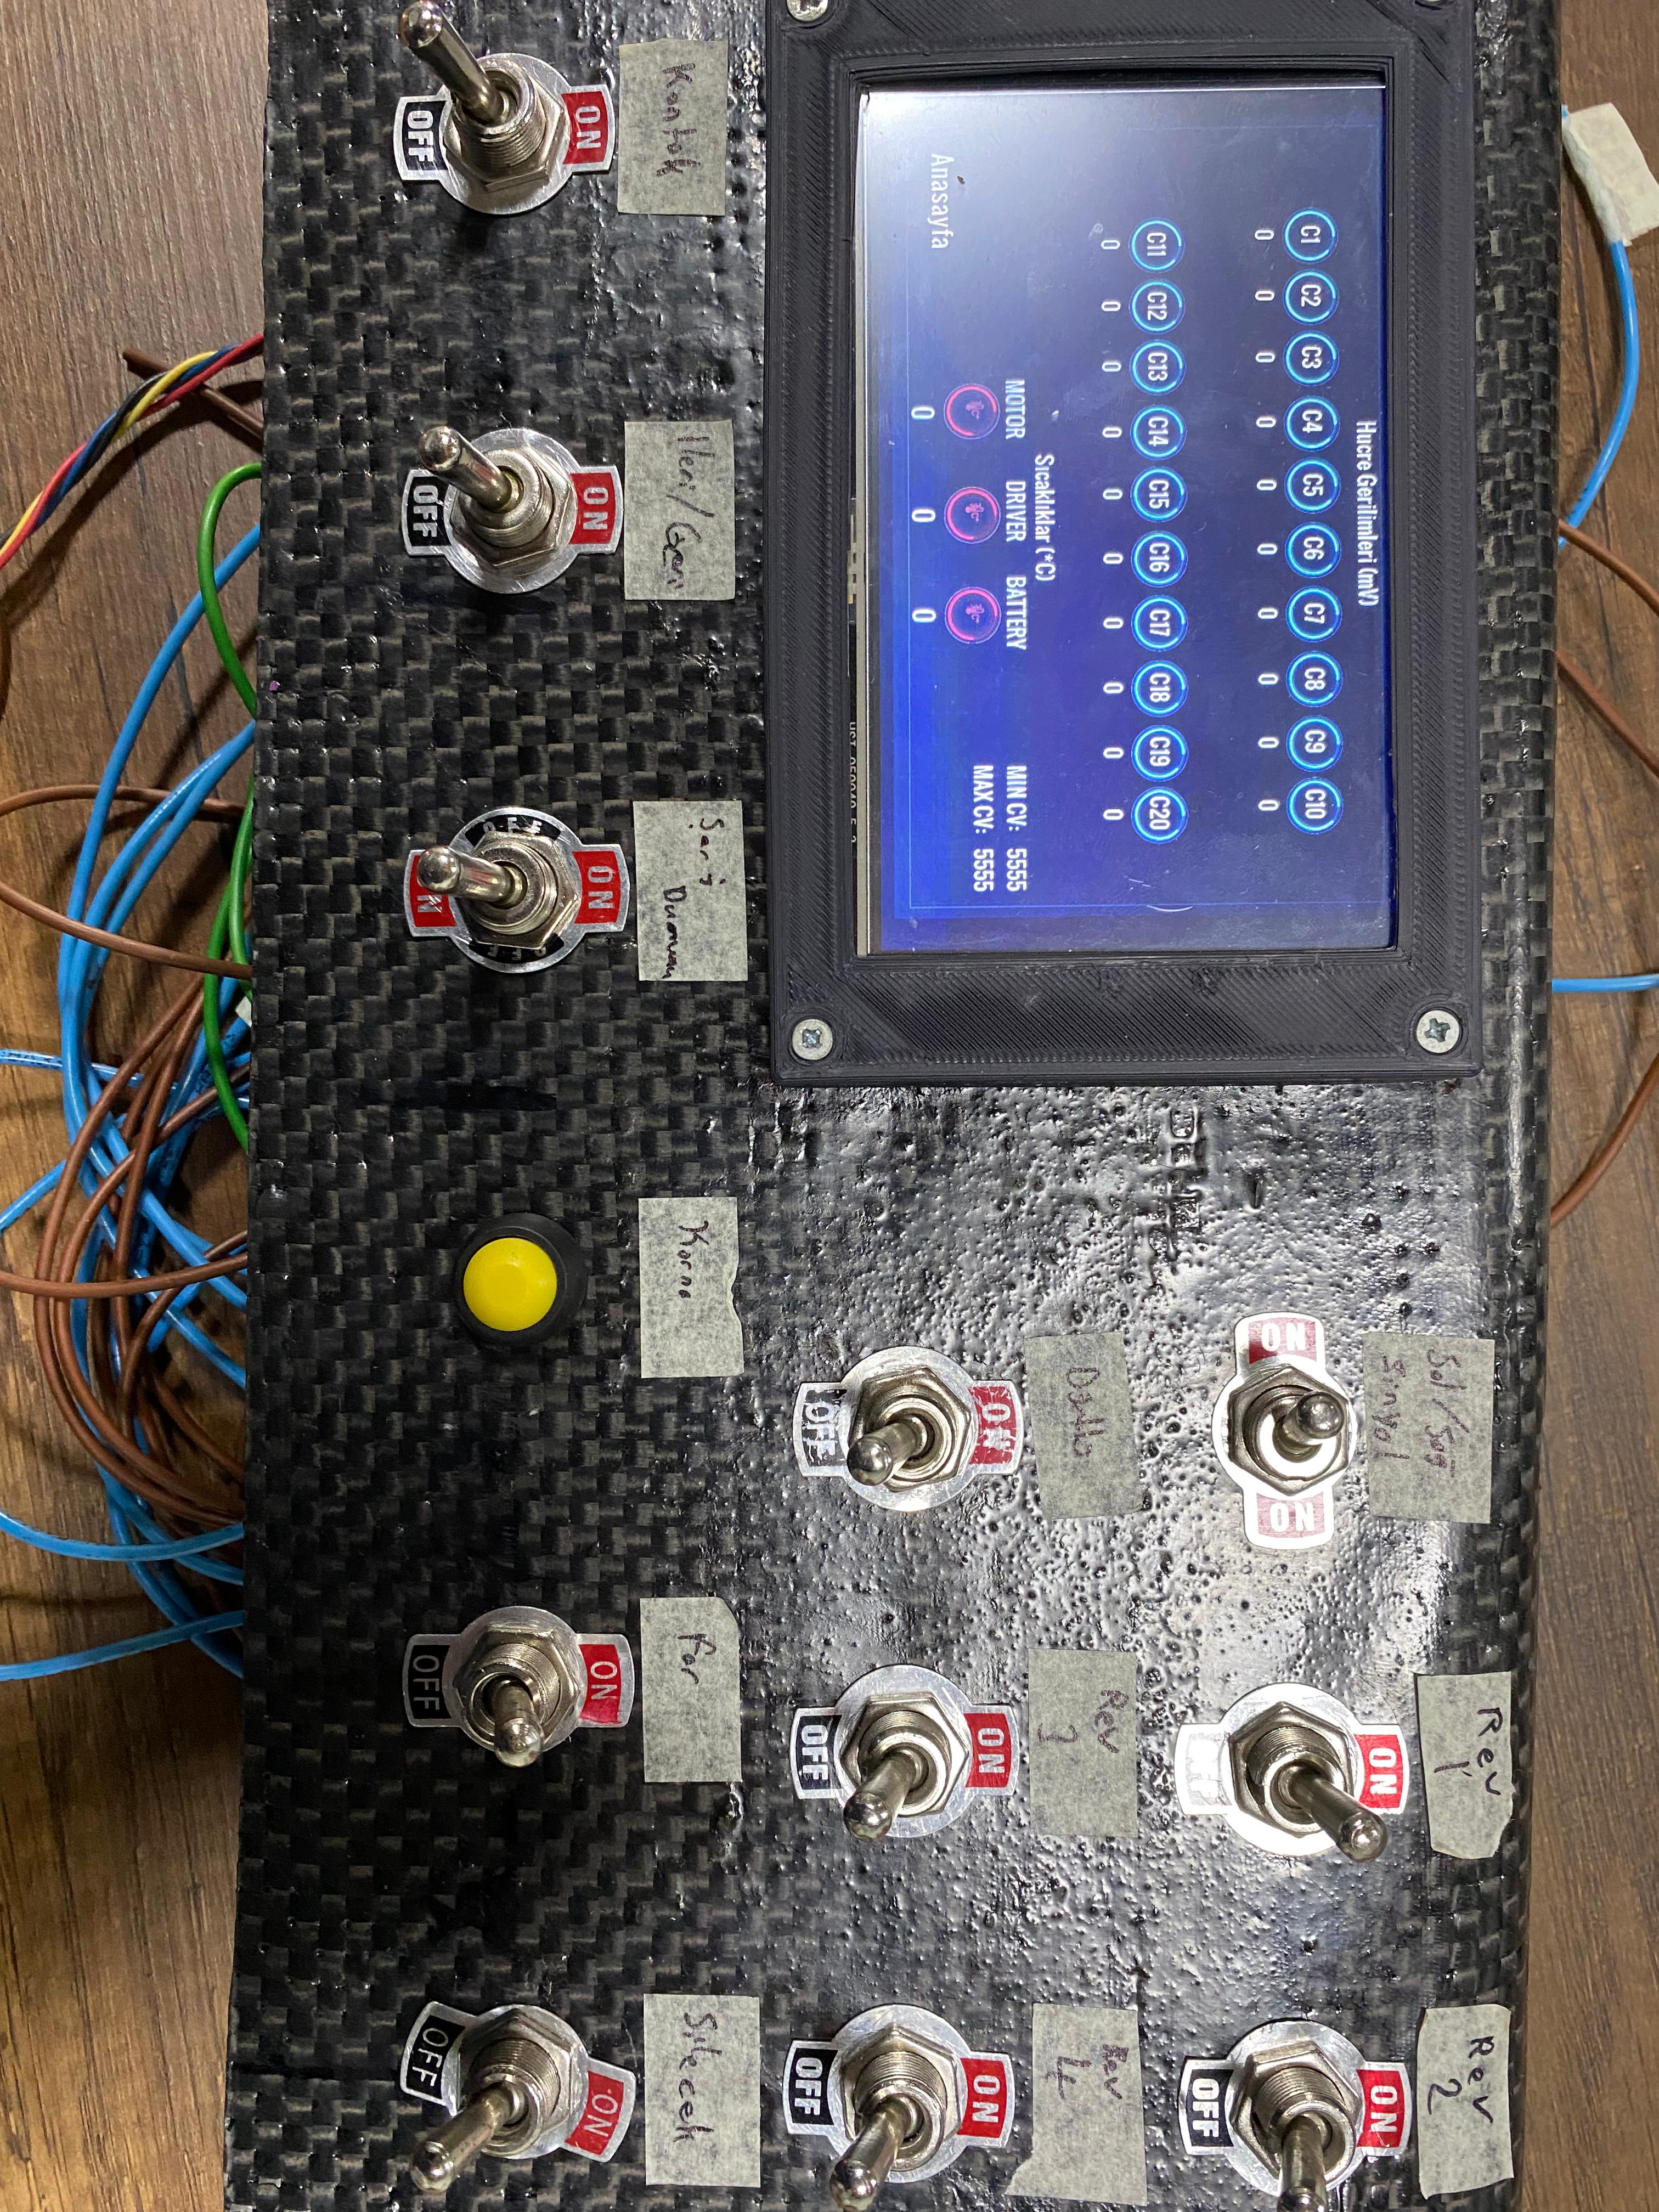 Hucre Gerilimleri (mV)
C1 C2 C3 C4 C5 C6 C7 C8 C9 C10
0 0 0 0 0 0 0 0 0 0
C11 C12 C13 C14 C15 C16 C17 C18 C19 C20
0 0 0 0 0 0 0 0 0 0
Sıcaklıklar (*C)
MOTOR DRIVER BATTERY
0 0 0
MIN CV: 5555
MAX CV: 5555
Anasayfa
Sol/Sağ
Sinyal
ON ON
Rev
1
ON
Rev
2
ON
OFF
Dörtlü
ON
OFF
Rev
3
ON
OFF
Rev
4
ON
OFF
Kontak
ON
OFF
İleri/Geri
ON
OFF
Şarj
Durumu
ON
OFF OFF
ON
Korna
Far
ON
OFF
Silecek
ON
OFF